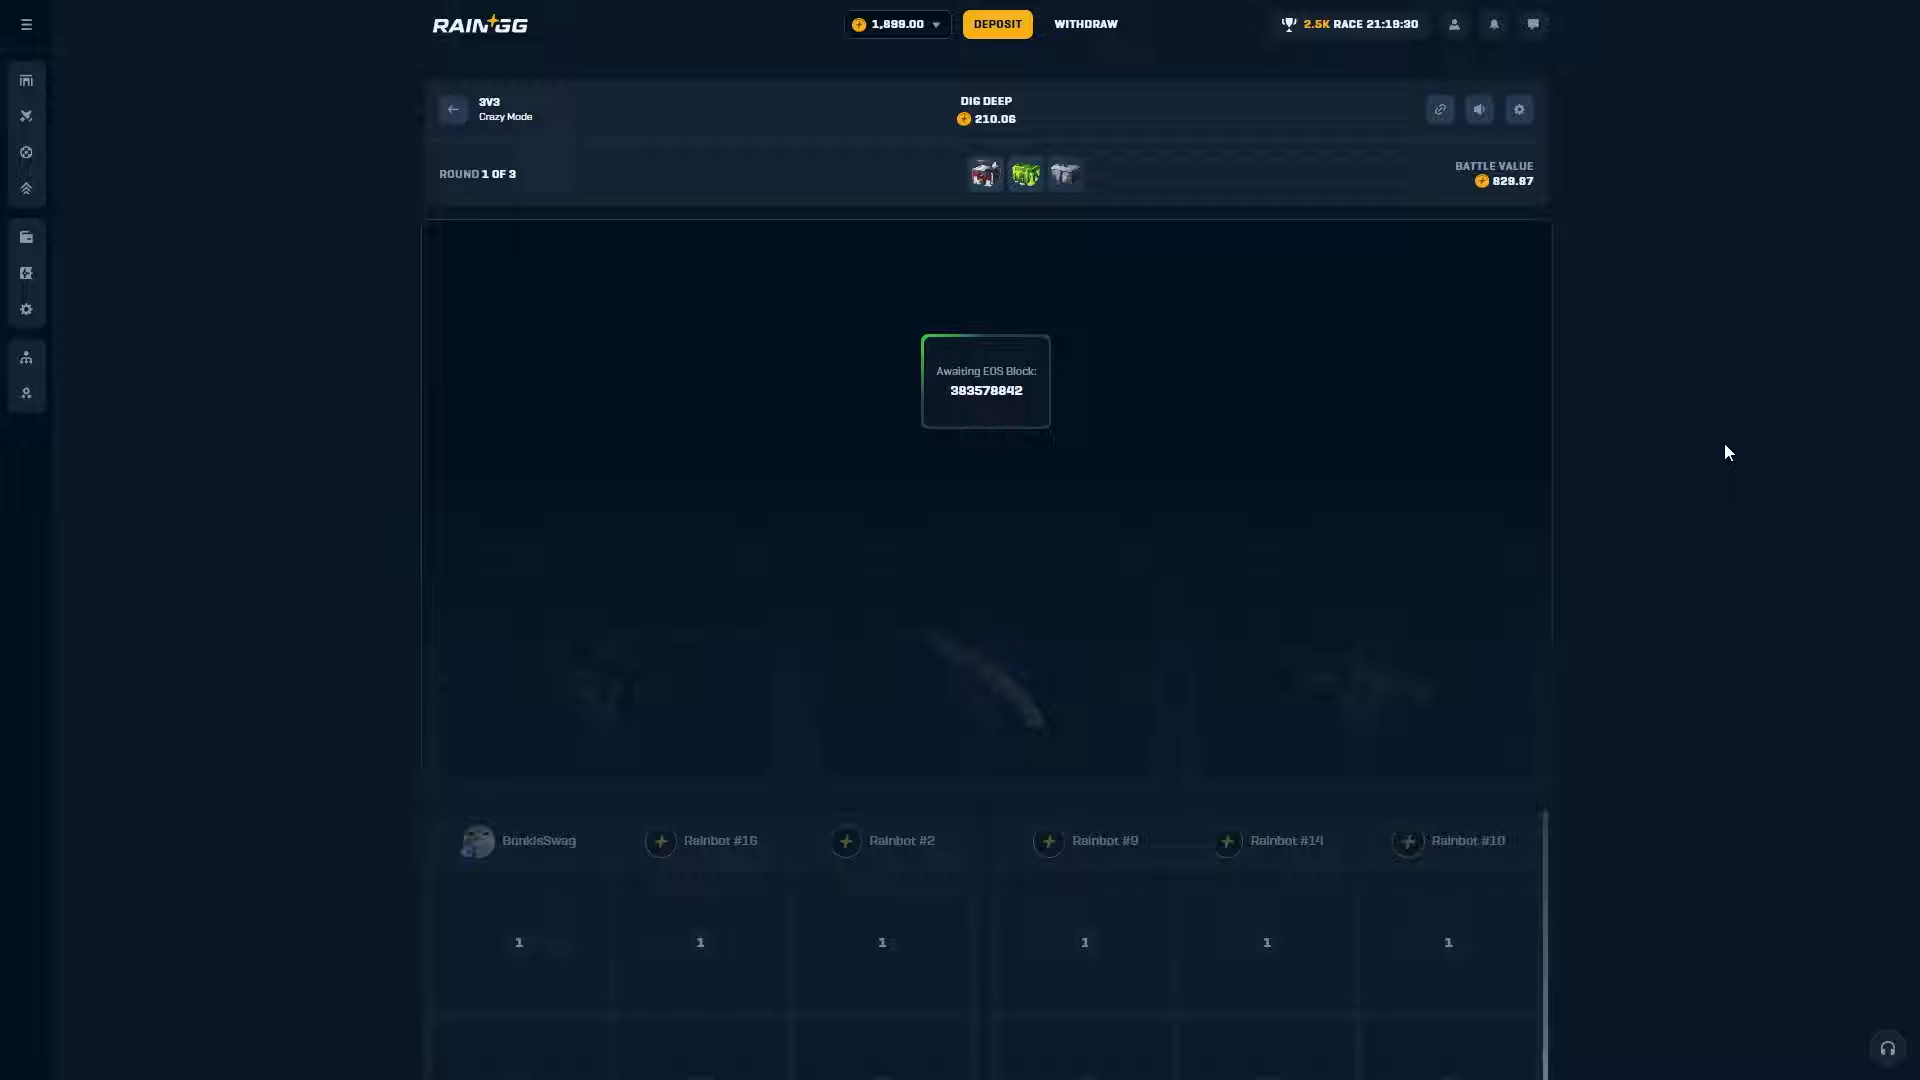 RAIN GG
1,899.00
DEPOSIT
WITHDRAW
2.5K RACE 21:19:30
3V3
Crazy Mode
DIG DEEP
210.06
ROUND 1 OF 3
BATTLE VALUE
829.87
Awaiting EOS Block:
383578842
BankIsSwag
Rainbot #16
Rainbot #2
Rainbot #9
Rainbot #14
Rainbot #10
1
1
1
1
1
1